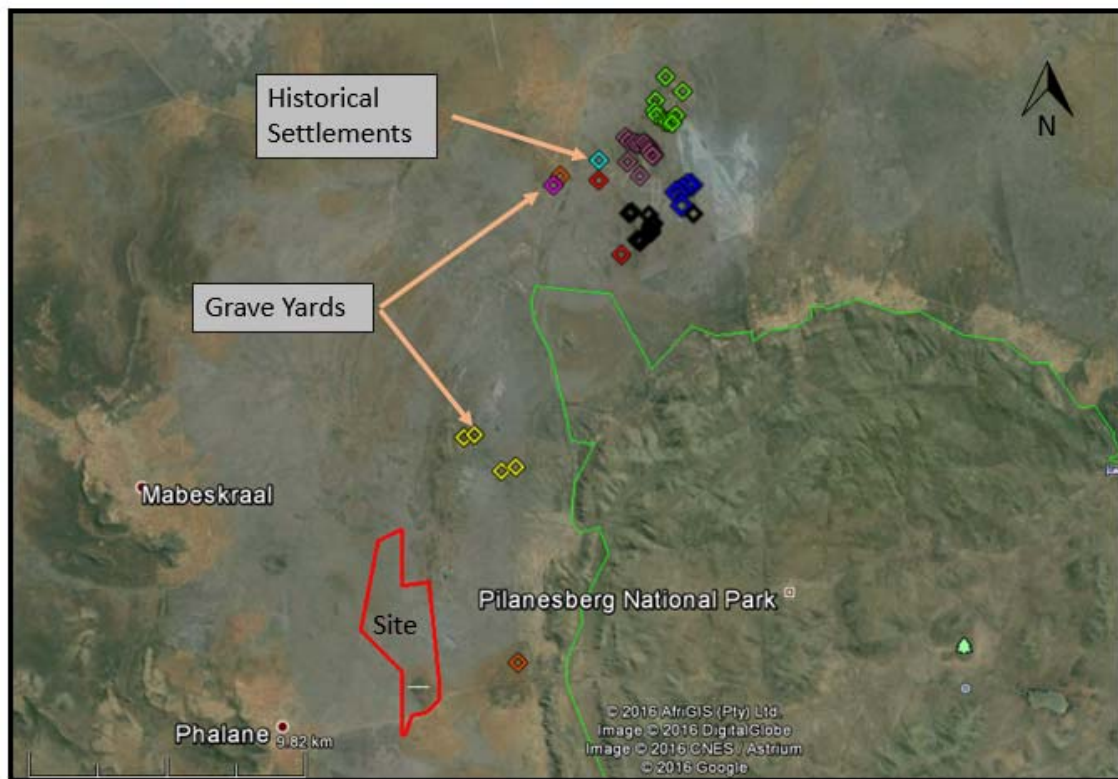 Historical
Settlements
N
Grave Yards
Mabeskraal
Pilanesberg National Park
Site
Phalane
9.82 km
© 2016 AfriGIS (Pty) Ltd.
Image © 2016 DigitalGlobe
Image © 2016 CNES / Astrium
© 2016 Google